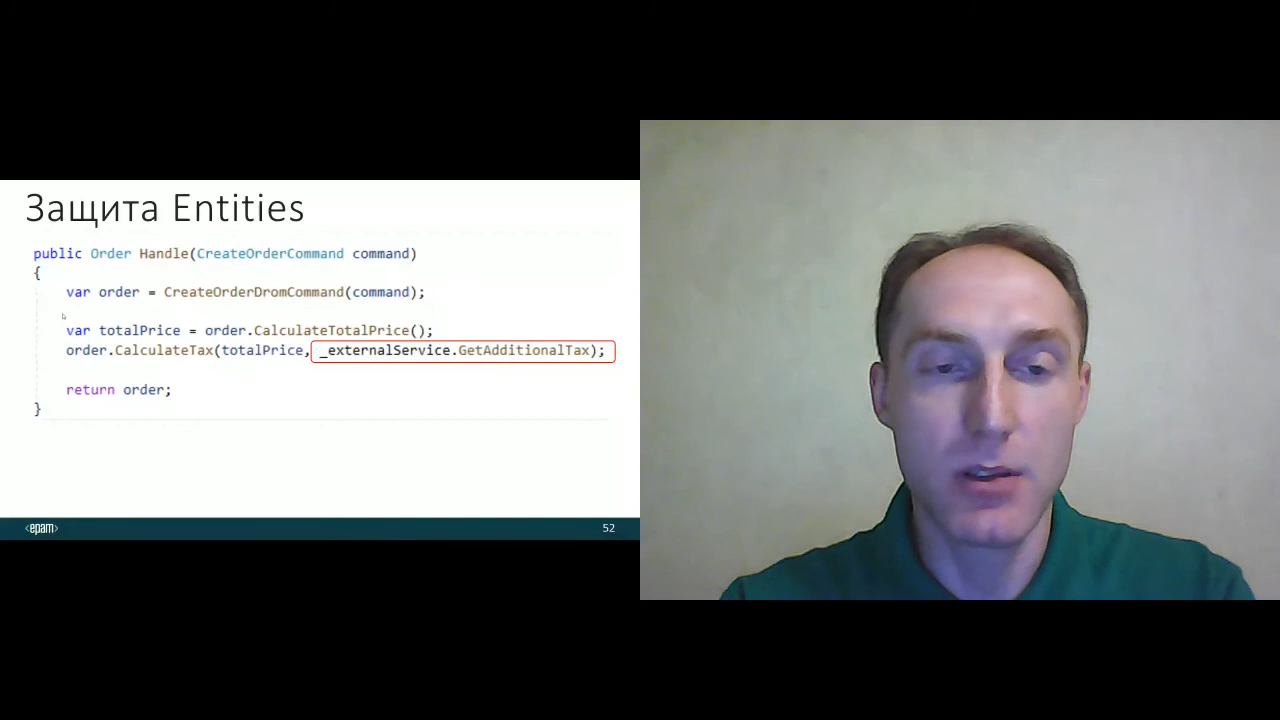 Защита Entities
public Order Handle(CreateOrderCommand command)
{
var order = CreateOrderDromCommand(command);
var totalPrice = order.CalculateTotalPrice();
order.CalculateTax(totalPrice, _externalService.GetAdditionalTax);
return order;
}
<epam> 52